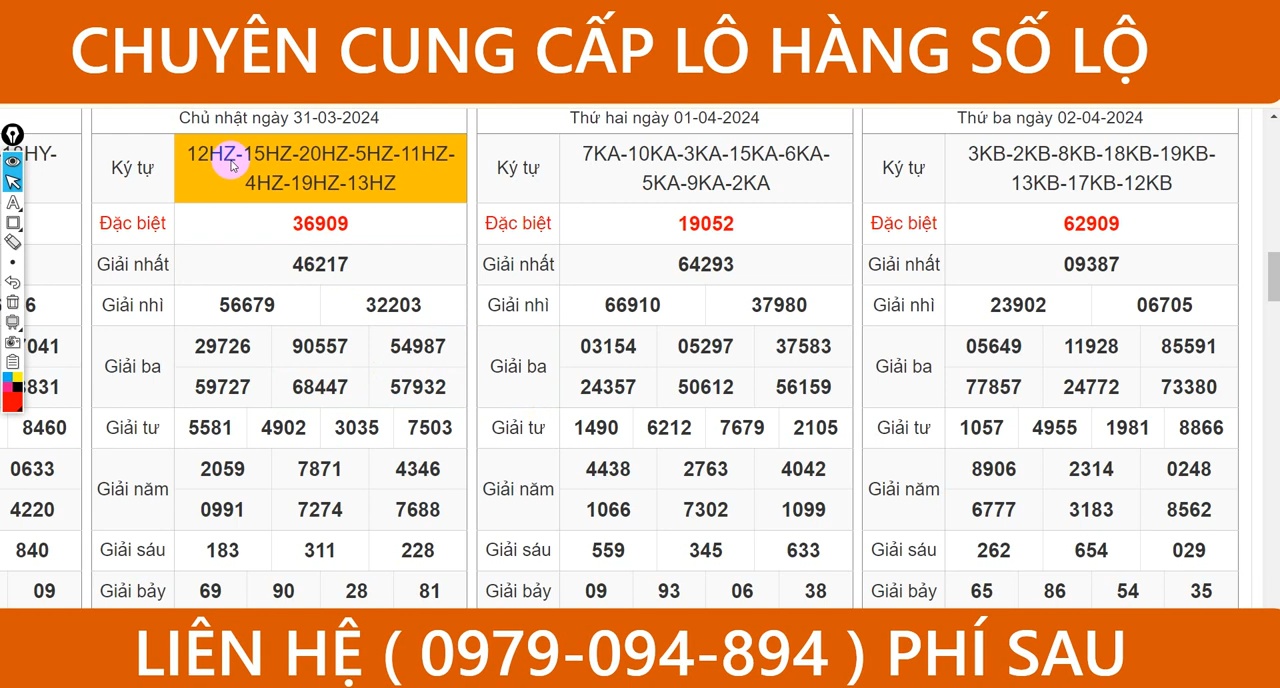 CHUYÊN CUNG CẤP LÔ HÀNG SỐ LỘ
Chủ nhật ngày 31-03-2024 Thứ hai ngày 01-04-2024 Thứ ba ngày 02-04-2024
HY- Ký tự 12HZ-15HZ-20HZ-5HZ-11HZ- Ký tự 7KA-10KA-3KA-15KA-6KA- Ký tự 3KB-2KB-8KB-18KB-19KB-
4HZ-19HZ-13HZ 5KA-9KA-2KA 13KB-17KB-12KB
Đặc biệt 36909 Đặc biệt 19052 Đặc biệt 62909
Giải nhất 46217 Giải nhất 64293 Giải nhất 09387
6 Giải nhì 56679 32203 Giải nhì 66910 37980 Giải nhì 23902 06705
041 Giải ba 29726 90557 54987 Giải ba 03154 05297 37583 Giải ba 05649 11928 85591
831 59727 68447 57932 24357 50612 56159 77857 24772 73380
8460 Giải tư 5581 4902 3035 7503 Giải tư 1490 6212 7679 2105 Giải tư 1057 4955 1981 8866
0633 Giải năm 2059 7871 4346 Giải năm 4438 2763 4042 Giải năm 8906 2314 0248
4220 0991 7274 7688 1066 7302 1099 6777 3183 8562
840 Giải sáu 183 311 228 Giải sáu 559 345 633 Giải sáu 262 654 029
09 Giải bảy 69 90 28 81 Giải bảy 09 93 06 38 Giải bảy 65 86 54 35
LIÊN HỆ ( 0979-094-894 ) PHÍ SAU